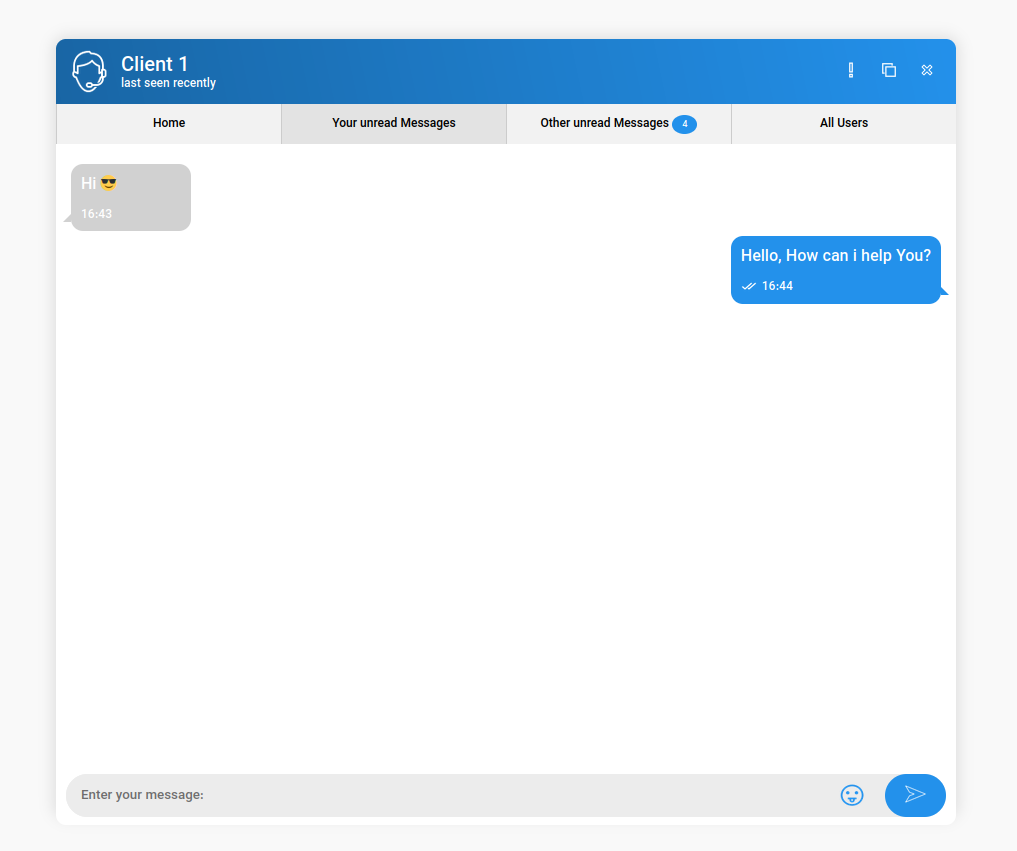 Client 1
last seen recently
Home
Your unread Messages
Other unread Messages 4
All Users
Hi 😎
16:43
Hello, How can i help You?
16:44
Enter your message: